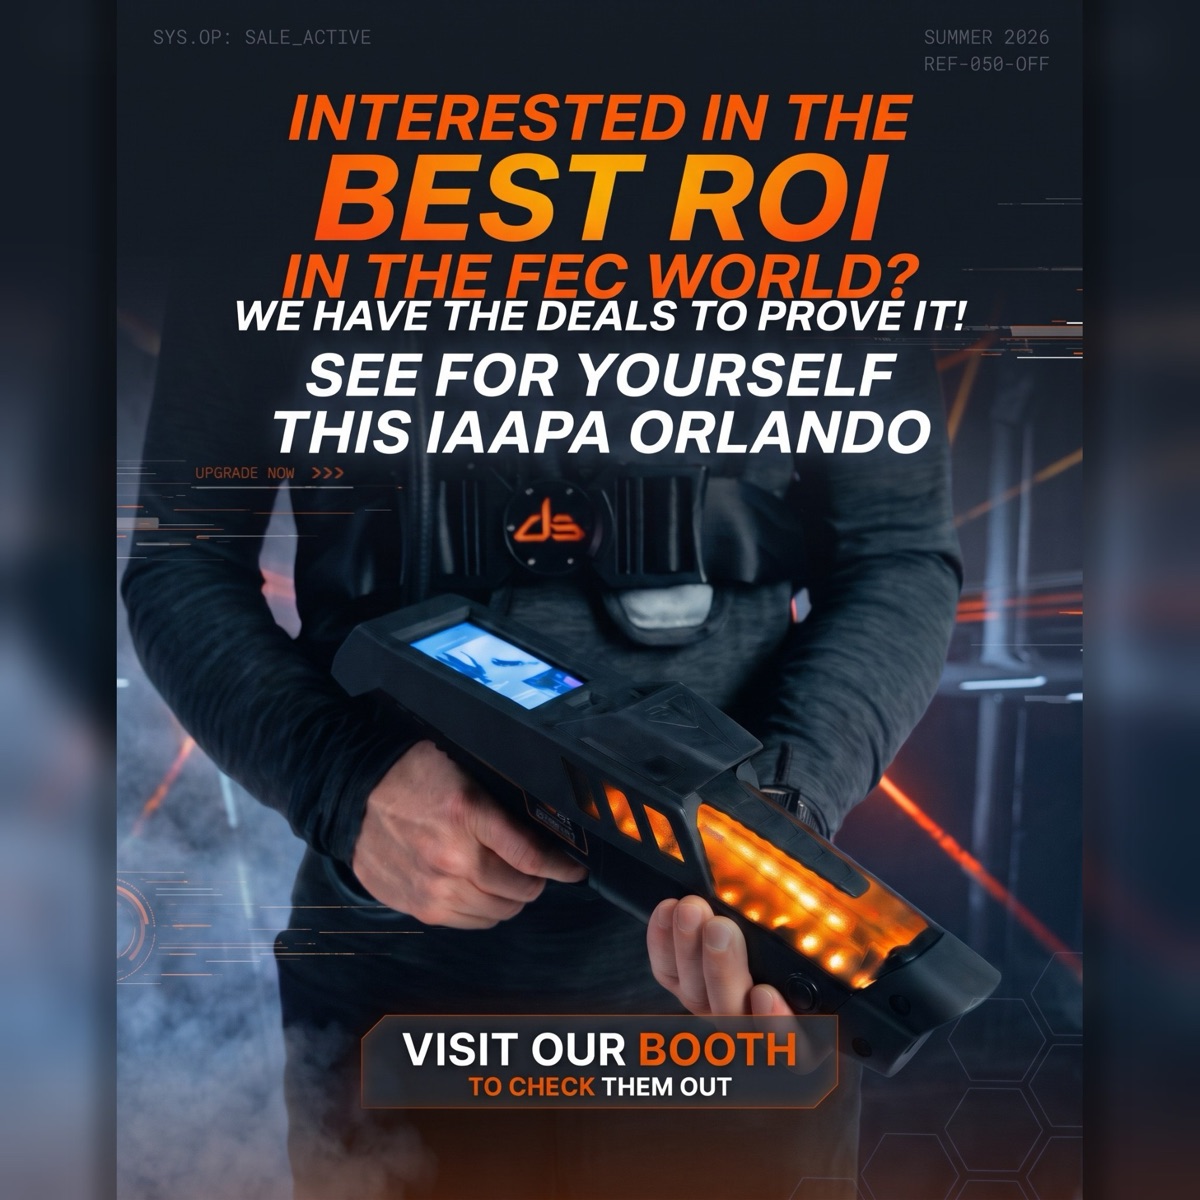 SYS.OP: SALE_ACTIVE
SUMMER 2026
REF-050-OFF
INTERESTED IN THE
BEST ROI
IN THE FEC WORLD?
WE HAVE THE DEALS TO PROVE IT!
SEE FOR YOURSELF
THIS IAAPA ORLANDO
UPGRADE NOW >>>
ds
VISIT OUR BOOTH
TO CHECK THEM OUT